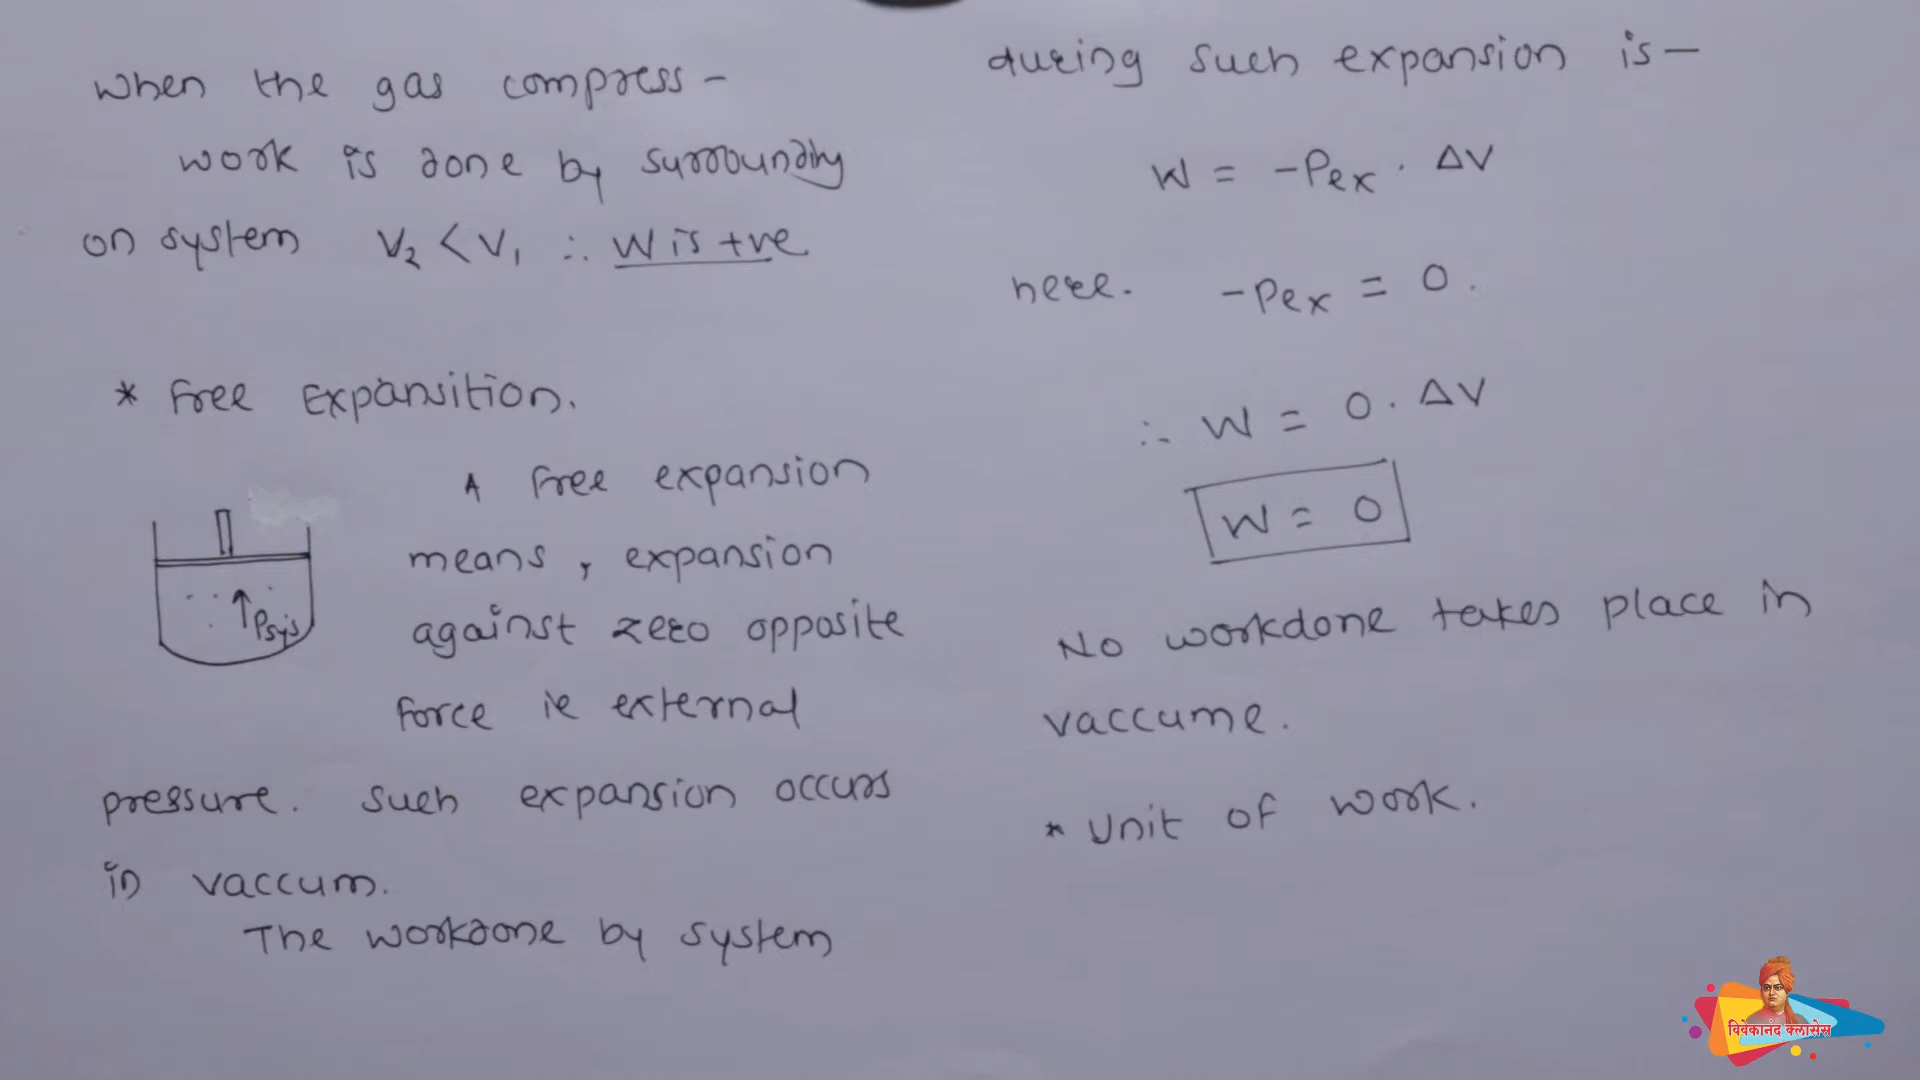 When the gas compress -
work is done by surrounding
on system V₂ < V₁ ∴ W is +ve
* Free Expansition.
A free expansion
means, expansion
against zero opposite
force ie external
Psys
pressure. Such expansion occurs
in vaccum.
The workdone by system
during such expansion is -
W = -Pex . ΔV
here. -Pex = 0.
∴ W = 0 . ΔV
W = 0
No workdone takes place in
vaccume.
* Unit of work.
विवेकानंद क्लासेस